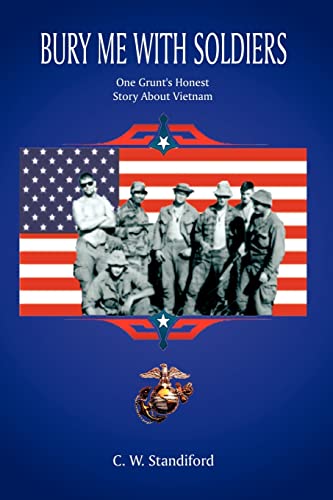 BURY ME WITH SOLDIERS
One Grunt's Honest
Story About Vietnam
C. W. Standiford